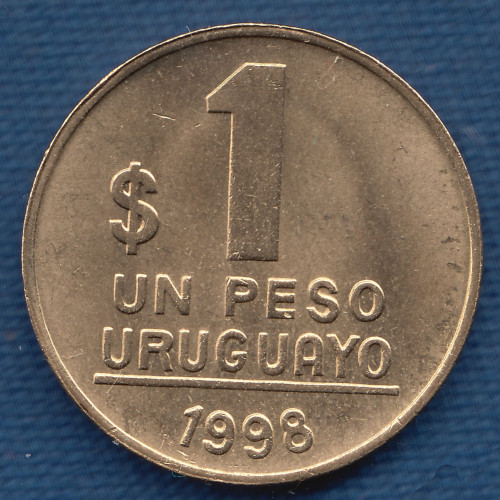 $ 1
UN PESO
URUGUAYO
1998